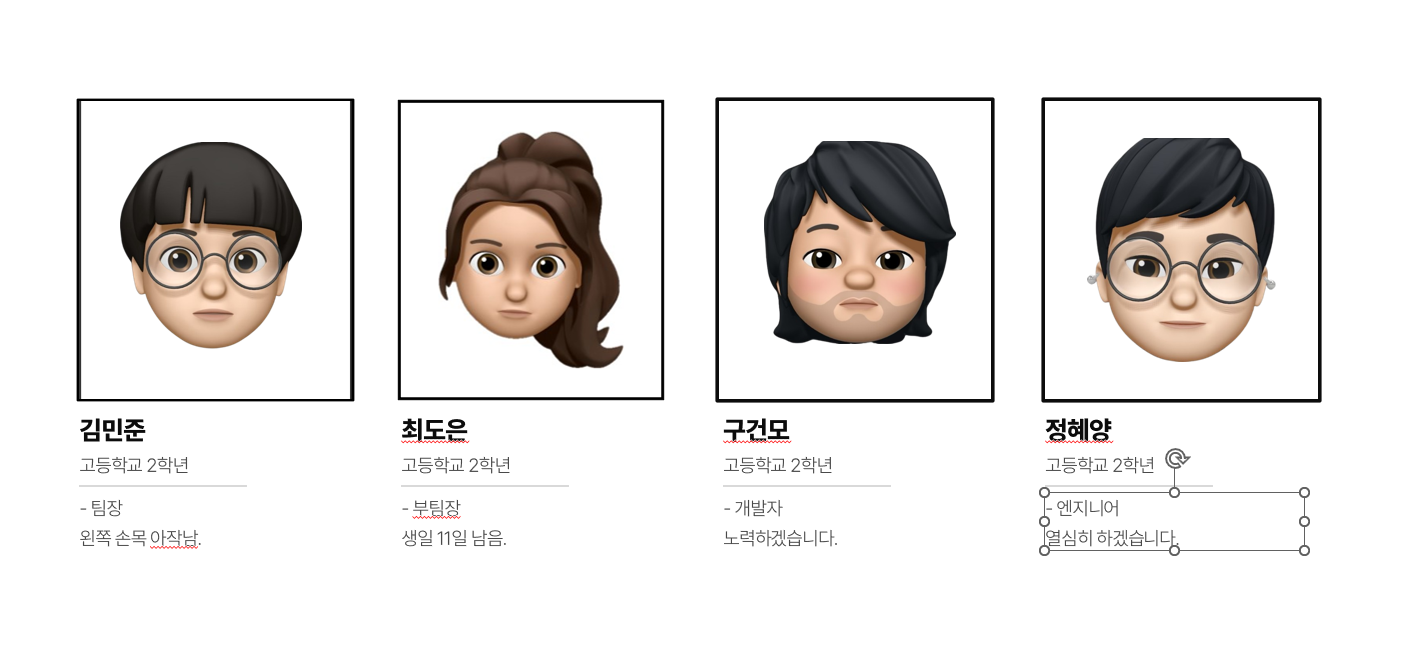 김민준
고등학교 2학년
- 팀장
왼쪽 손목 아작남.
최도은
고등학교 2학년
- 부팀장
생일 11일 남음.
구건모
고등학교 2학년
- 개발자
노력하겠습니다.
정혜양
고등학교 2학년
- 엔지니어
열심히 하겠습니다.